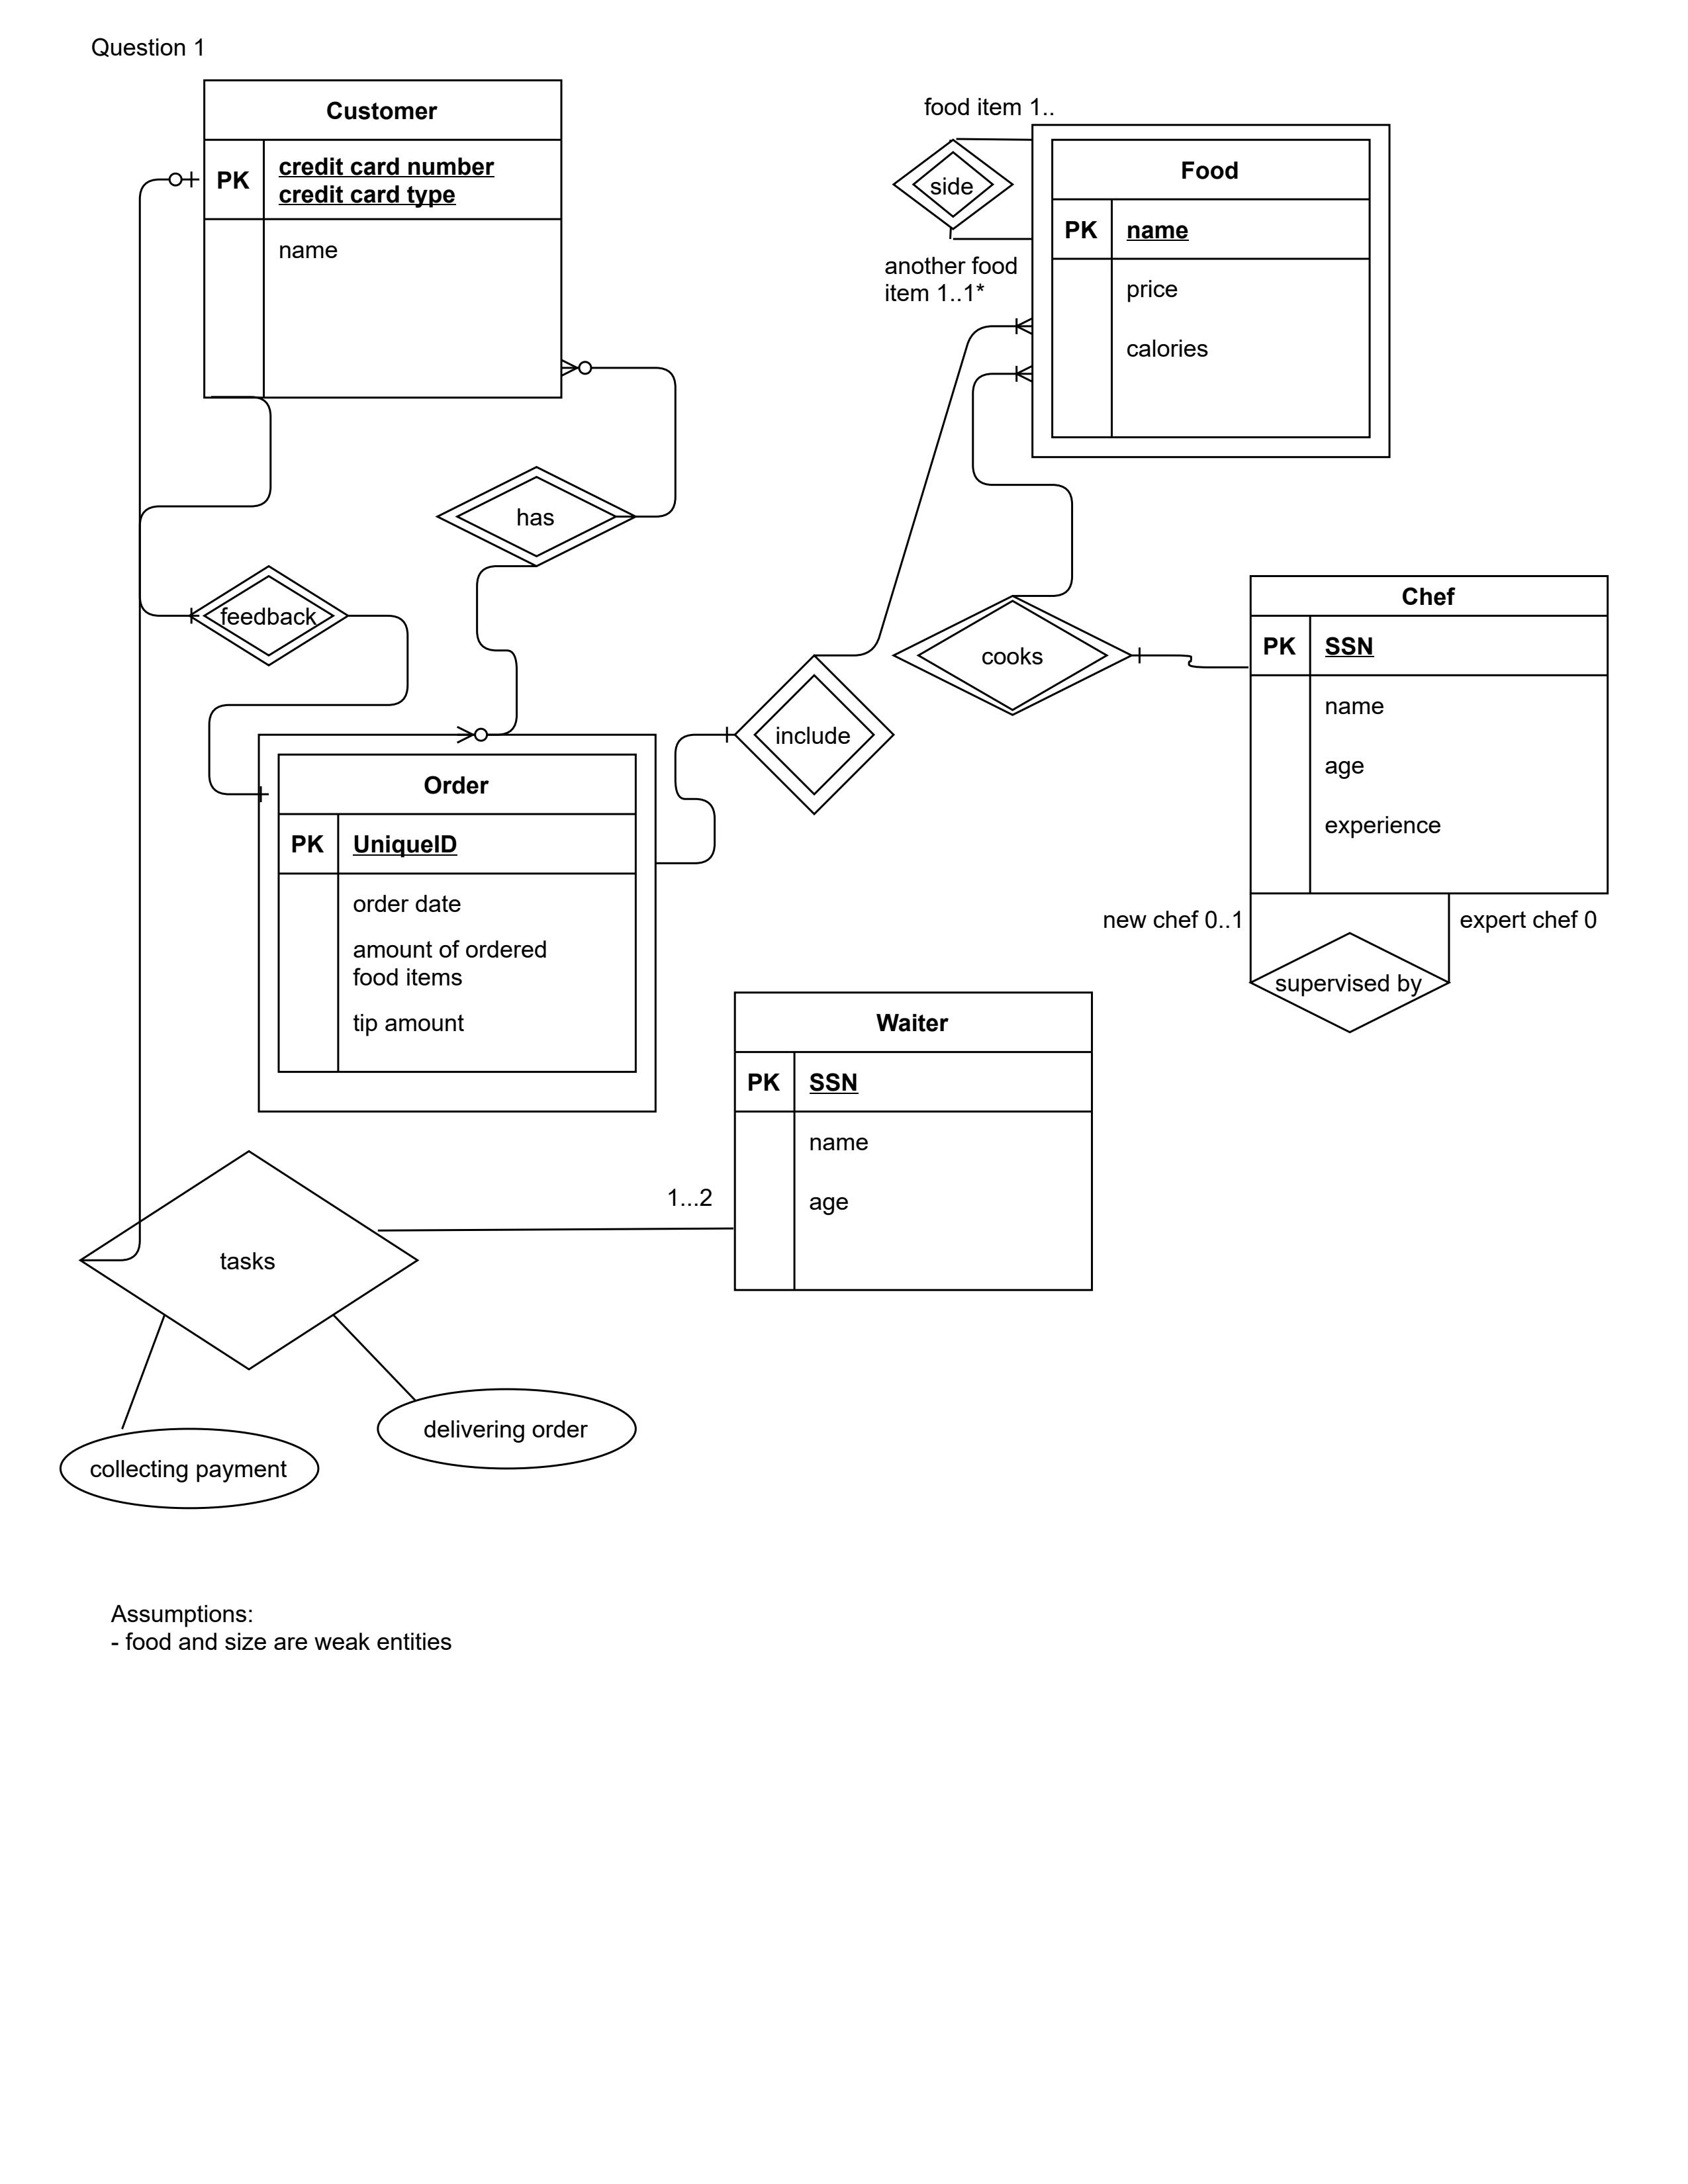 Question 1
Customer
PK
credit card number
credit card type
name
food item 1..
side
another food
item 1..1*
Food
PK
name
price
calories
has
feedback
cooks
include
Chef
PK
SSN
name
age
experience
new chef 0..1
expert chef 0
supervised by
Order
PK
UniqueID
order date
amount of ordered
food items
tip amount
Waiter
PK
SSN
name
age
1...2
tasks
collecting payment
delivering order
Assumptions:
- food and size are weak entities